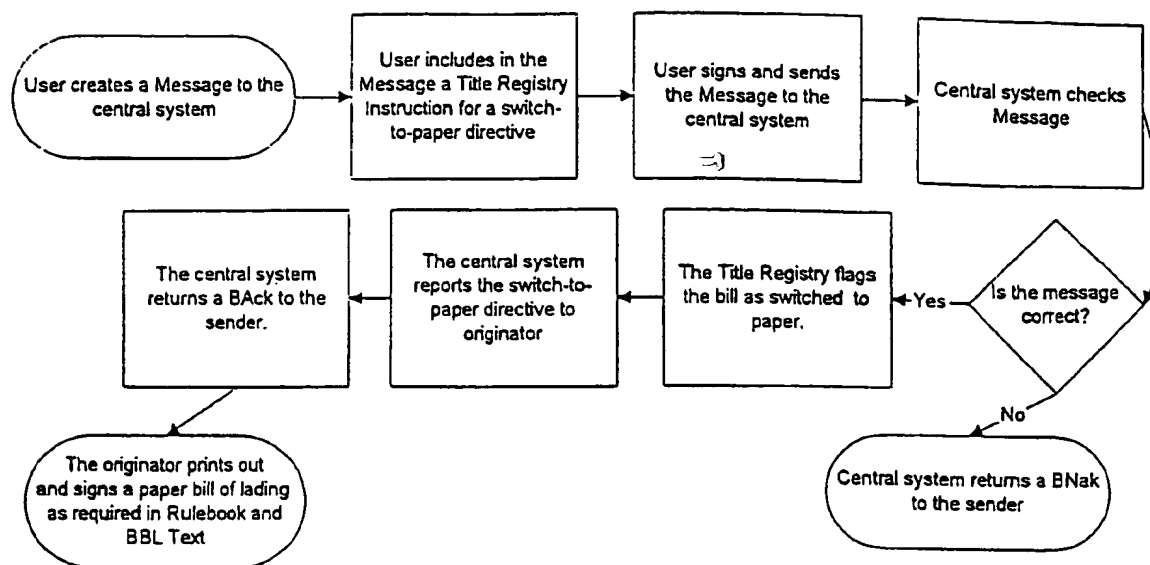 User creates a Message to the
central system
User includes in the
Message a Title Registry
Instruction for a switch-
to-paper directive
User signs and sends
the Message to the
central system
Central system checks
Message
Is the message
correct?
Yes
The Title Registry flags
the bill as switched to
paper.
The central system
reports the switch-to-
paper directive to
originator
The central system
returns a BAck to the
sender.
The originator prints out
and signs a paper bill of lading
as required in Rulebook and
BBL Text
No
Central system returns a BNak
to the sender